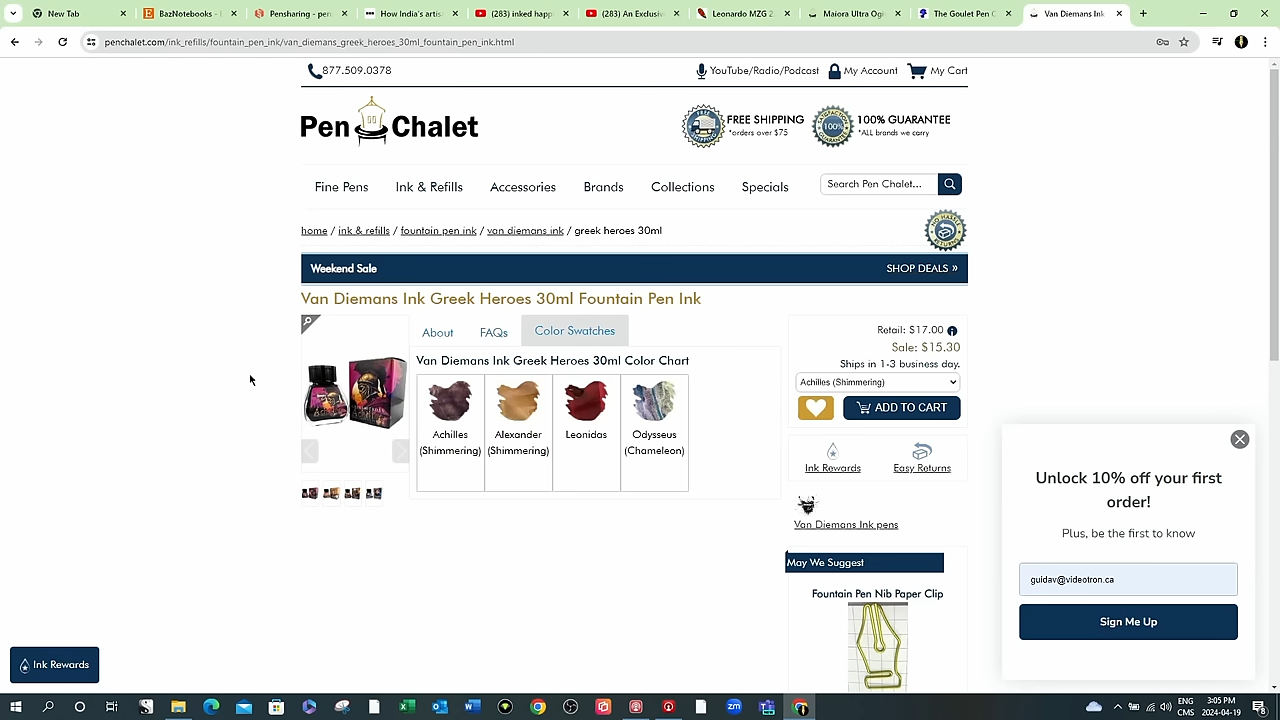 New Tab
BazNotebooks - 
Pensharing - pen
How India's artis
(283) inked happ
(283) An Exclusiv
Leonardo MZG 2
Maiora Ultra Ogi
The Goulet Pen C
Van Diemans Ink
penchalet.com/ink_refills/fountain_pen_ink/van_diemans_greek_heroes_30ml_fountain_pen_ink.html
877.509.0378
YouTube/Radio/Podcast
My Account
My Cart
Pen Chalet
FREE SHIPPING
*orders over $75
100% GUARANTEE
*ALL brands we carry
Fine Pens
Ink & Refills
Accessories
Brands
Collections
Specials
Search Pen Chalet...
home / ink & refills / fountain pen ink / van diemans ink / greek heroes 30ml
Weekend Sale
SHOP DEALS »
Van Diemans Ink Greek Heroes 30ml Fountain Pen Ink
About
FAQs
Color Swatches
Van Diemans Ink Greek Heroes 30ml Color Chart
Achilles
(Shimmering)
Alexander
(Shimmering)
Leonidas
Odysseus
(Chameleon)
Retail: $17.00
Sale: $15.30
Ships in 1-3 business day.
Achilles (Shimmering)
ADD TO CART
Ink Rewards
Easy Returns
Van Diemans Ink pens
May We Suggest
Fountain Pen Nib Paper Clip
Unlock 10% off your first
order!
Plus, be the first to know
guidav@videotron.ca
Sign Me Up
Ink Rewards
ENG
CMS
3:05 PM
2024-04-19